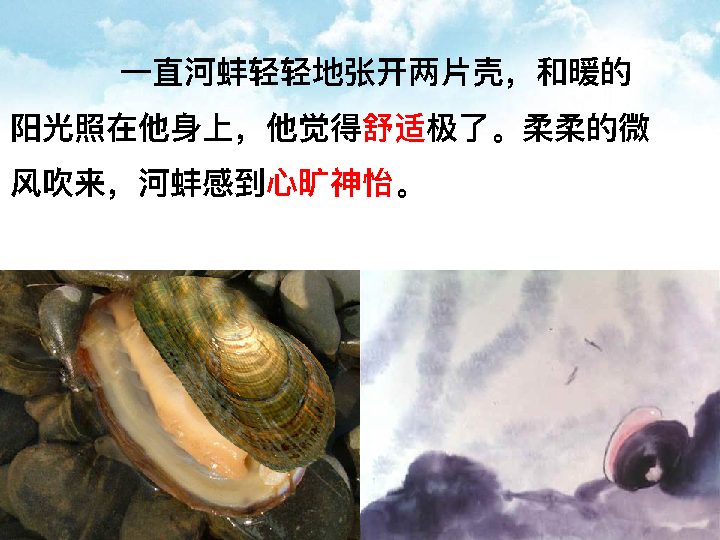 一直河蚌轻轻地张开两片壳，和暖的
阳光照在他身上，他觉得舒适极了。柔柔的微
风吹来，河蚌感到心旷神怡。